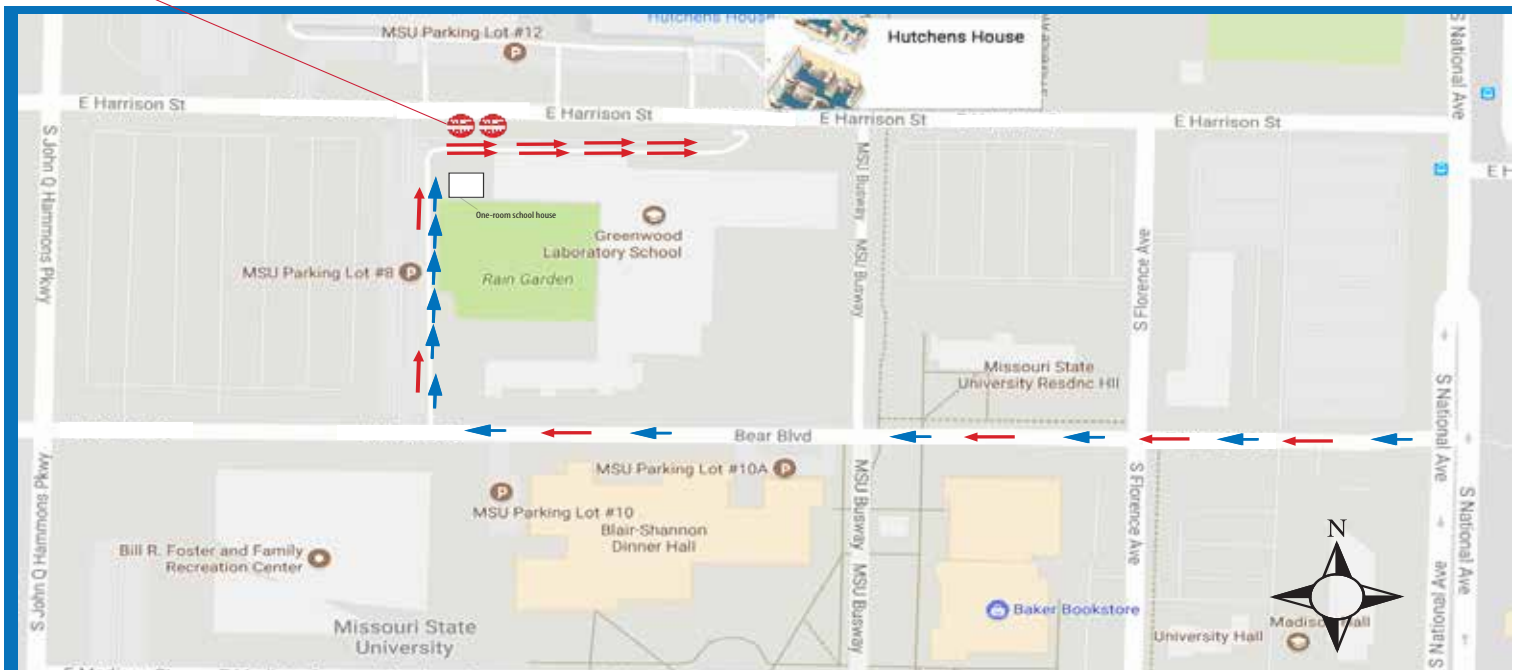 Hutchens House
MSU Parking Lot #12
P
Hutchens House
S National Ave
E Harrison St
E Harrison St
E Harrison St
E Harrison St
S John Q Hammons Pkwy
MSU Busway
MSU Busway
S Florence Ave
One-room school house
Greenwood
Laboratory School
MSU Parking Lot #8
P
Rain Garden
Missouri State
University Resdnc Hll
S National Ave
Bear Blvd
MSU Parking Lot #10A
P
P
MSU Parking Lot #10
Blair-Shannon
Dinner Hall
Bill R. Foster and Family
Recreation Center
S John Q Hammons Pkwy
MSU Busway
MSU Busway
S Florence Ave
S National Ave
S National Ave
N
Baker Bookstore
Missouri State
University
University Hall